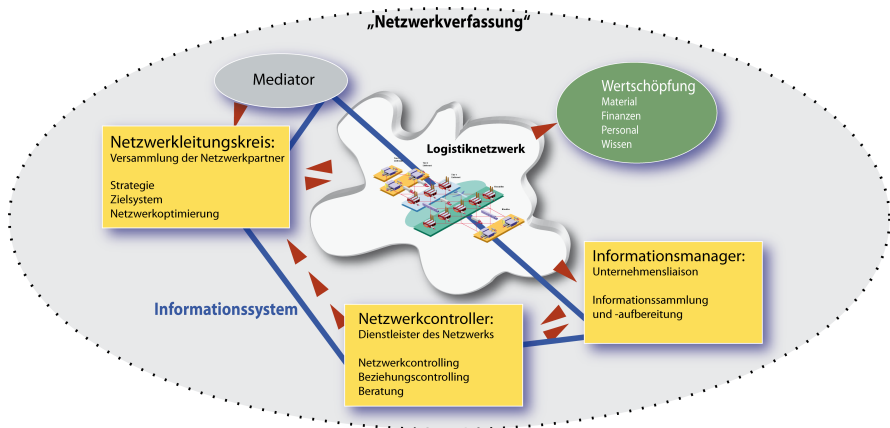 „Netzwerkverfassung“
Mediator
Wertschöpfung
Material
Finanzen
Personal
Wissen
Netzwerkleitungskreis:
Versammlung der Netzwerkpartner
Strategie
Zielsystem
Netzwerkoptimierung
Logistiknetzwerk
Informationsmanager:
Unternehmensliaison
Informationssammlung
und -aufbereitung
Informationssystem
Netzwerkcontroller:
Dienstleister des Netzwerks
Netzwerkcontrolling
Beziehungscontrolling
Beratung